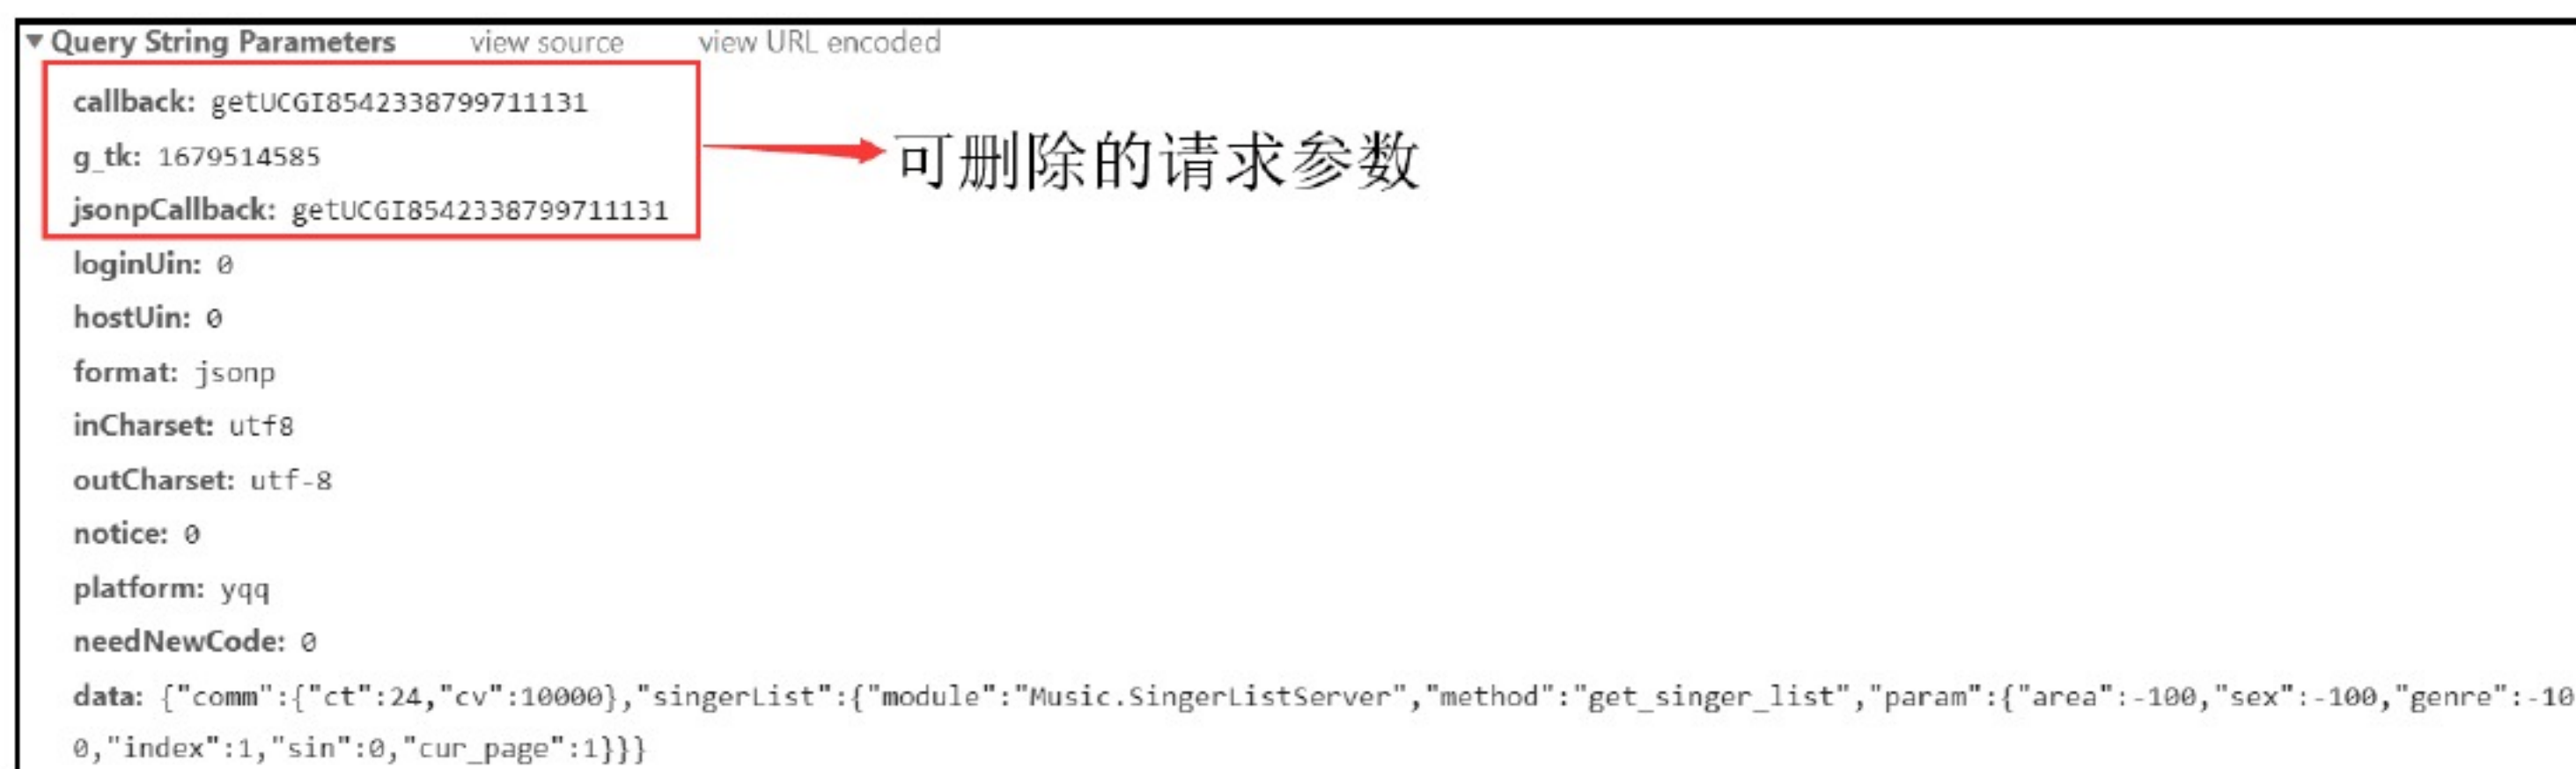 ▼ Query String Parameters view source view URL encoded
callback: getUCGI8542338799711131
g_tk: 1679514585
可删除的请求参数
jsonpCallback: getUCGI8542338799711131
loginUin: 0
hostUin: 0
format: jsonp
inCharset: utf8
outCharset: utf-8
notice: 0
platform: yqq
needNewCode: 0
data: {"comm":{"ct":24,"cv":10000},"singerList":{"module":"Music.SingerListServer","method":"get_singer_list","param":{"area":-100,"sex":-100,"genre":-10
0,"index":1,"sin":0,"cur_page":1}}}